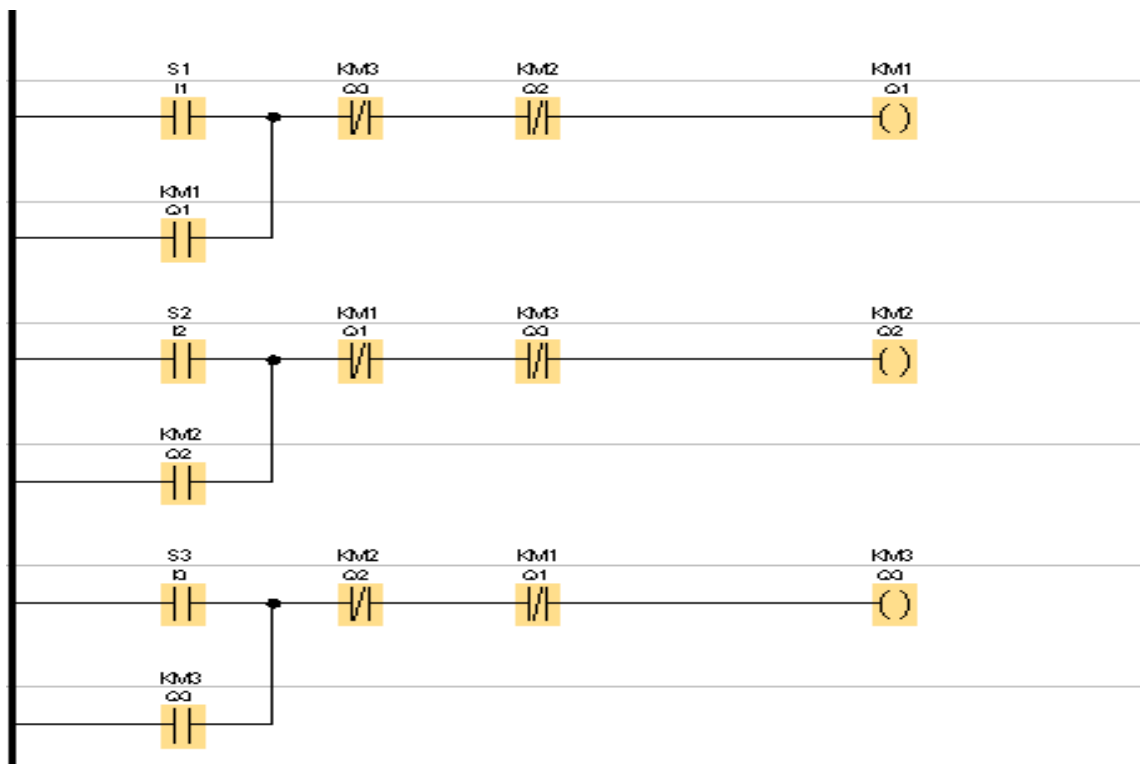 S1 KM3 KM2 KM1
I1 Q3 Q2 Q1
KM1
Q1
S2 KM1 KM3 KM2
I2 Q1 Q3 Q2
KM2
Q2
S3 KM2 KM1 KM3
I3 Q2 Q1 Q3
KM3
Q3